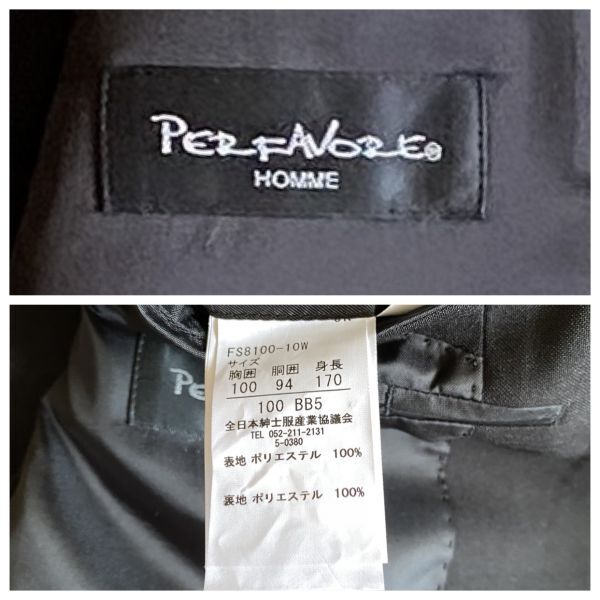 PERFAVORE®
HOMME
FS8100-10W
サイズ
胸囲 胴囲 身長
100 94 170
100 BB5
全日本紳士服産業協議会
TEL 052-211-2131
5-0380
表地 ポリエステル 100%
裏地 ポリエステル 100%
PE